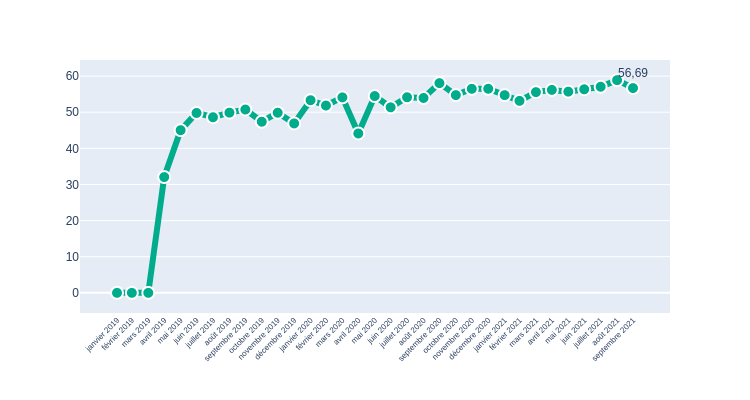 56,69
60
50
40
30
20
10
0
janvier 2019
février 2019
mars 2019
avril 2019
mai 2019
juin 2019
juillet 2019
août 2019
septembre 2019
octobre 2019
novembre 2019
décembre 2019
janvier 2020
février 2020
mars 2020
avril 2020
mai 2020
juin 2020
juillet 2020
août 2020
septembre 2020
octobre 2020
novembre 2020
décembre 2020
janvier 2021
février 2021
mars 2021
avril 2021
mai 2021
juin 2021
juillet 2021
août 2021
septembre 2021